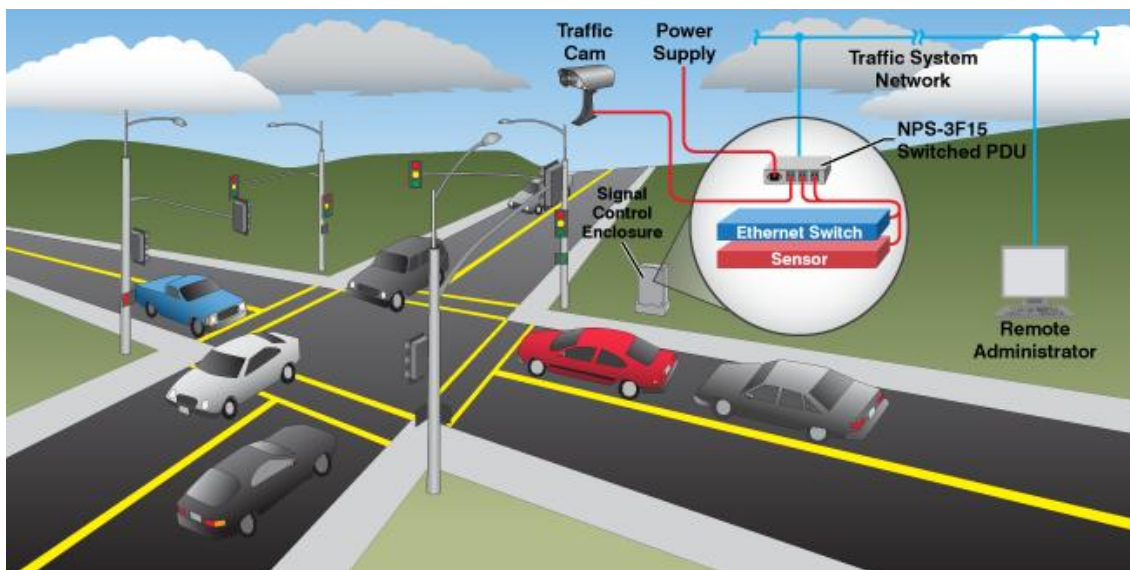 Traffic
Cam
Power
Supply
Traffic System
Network
NPS-3F15
Switched PDU
Signal
Control
Enclosure
Ethernet Switch
Sensor
Remote
Administrator